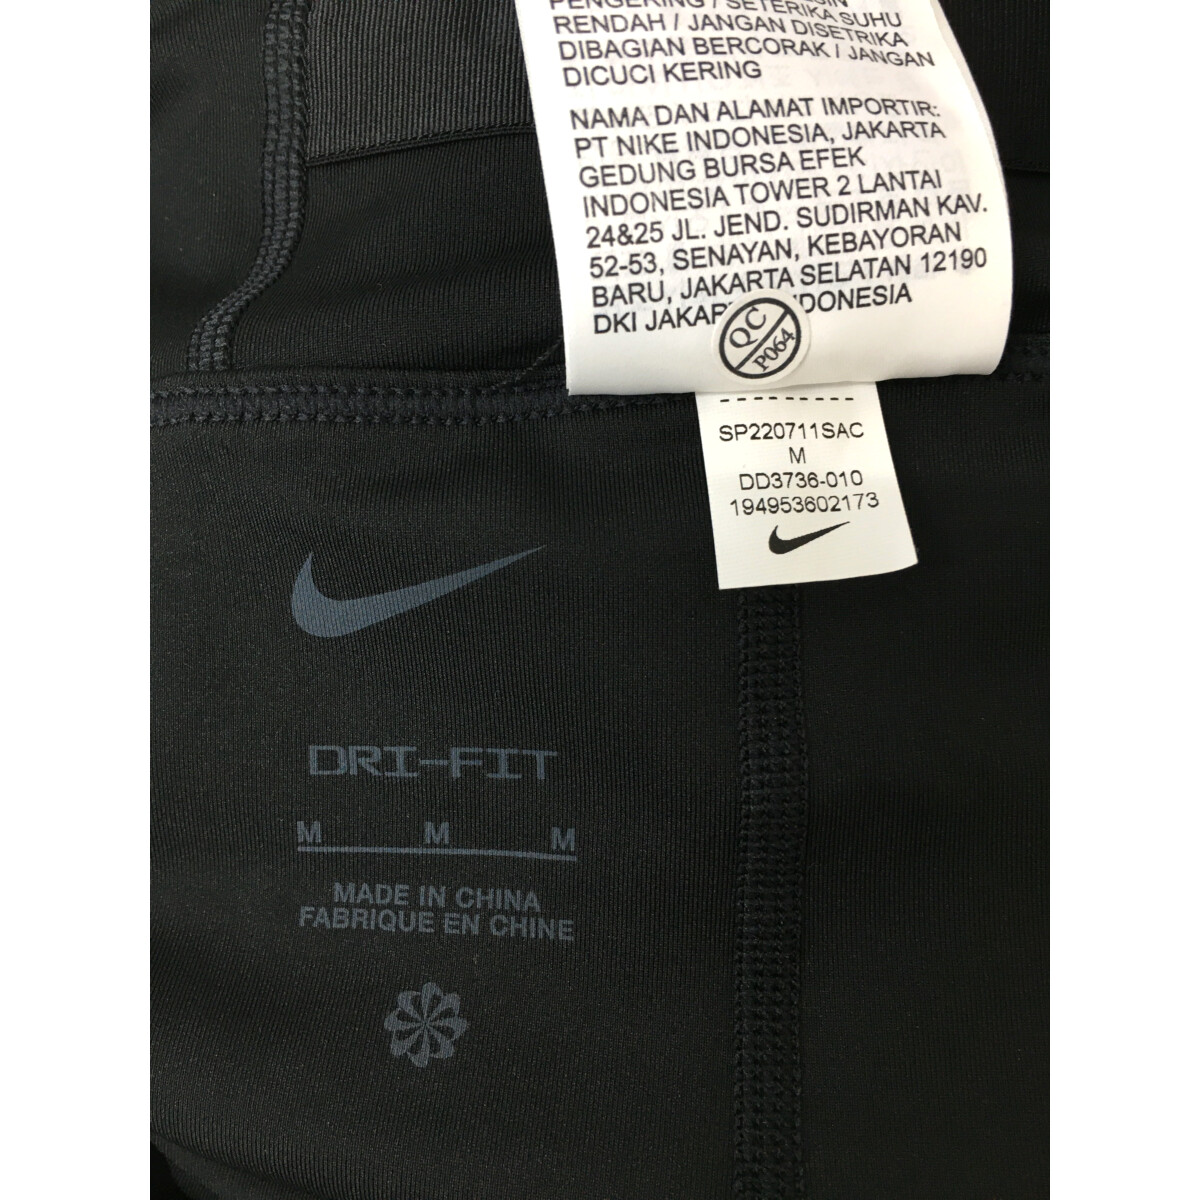 PENGERING / SETERIKA SUHU
RENDAH / JANGAN DISETRIKA
DIBAGIAN BERCORAK / JANGAN
DICUCI KERING
NAMA DAN ALAMAT IMPORTIR:
PT NIKE INDONESIA, JAKARTA
GEDUNG BURSA EFEK
INDONESIA TOWER 2 LANTAI
24&25 JL. JEND. SUDIRMAN KAV.
52-53, SENAYAN, KEBAYORAN
BARU, JAKARTA SELATAN 12190
DKI
QC
P064
SP220711SAC
M
DD3736-010
194953602173
DRI-FIT
M M M
MADE IN CHINA
FABRIQUE EN CHINE